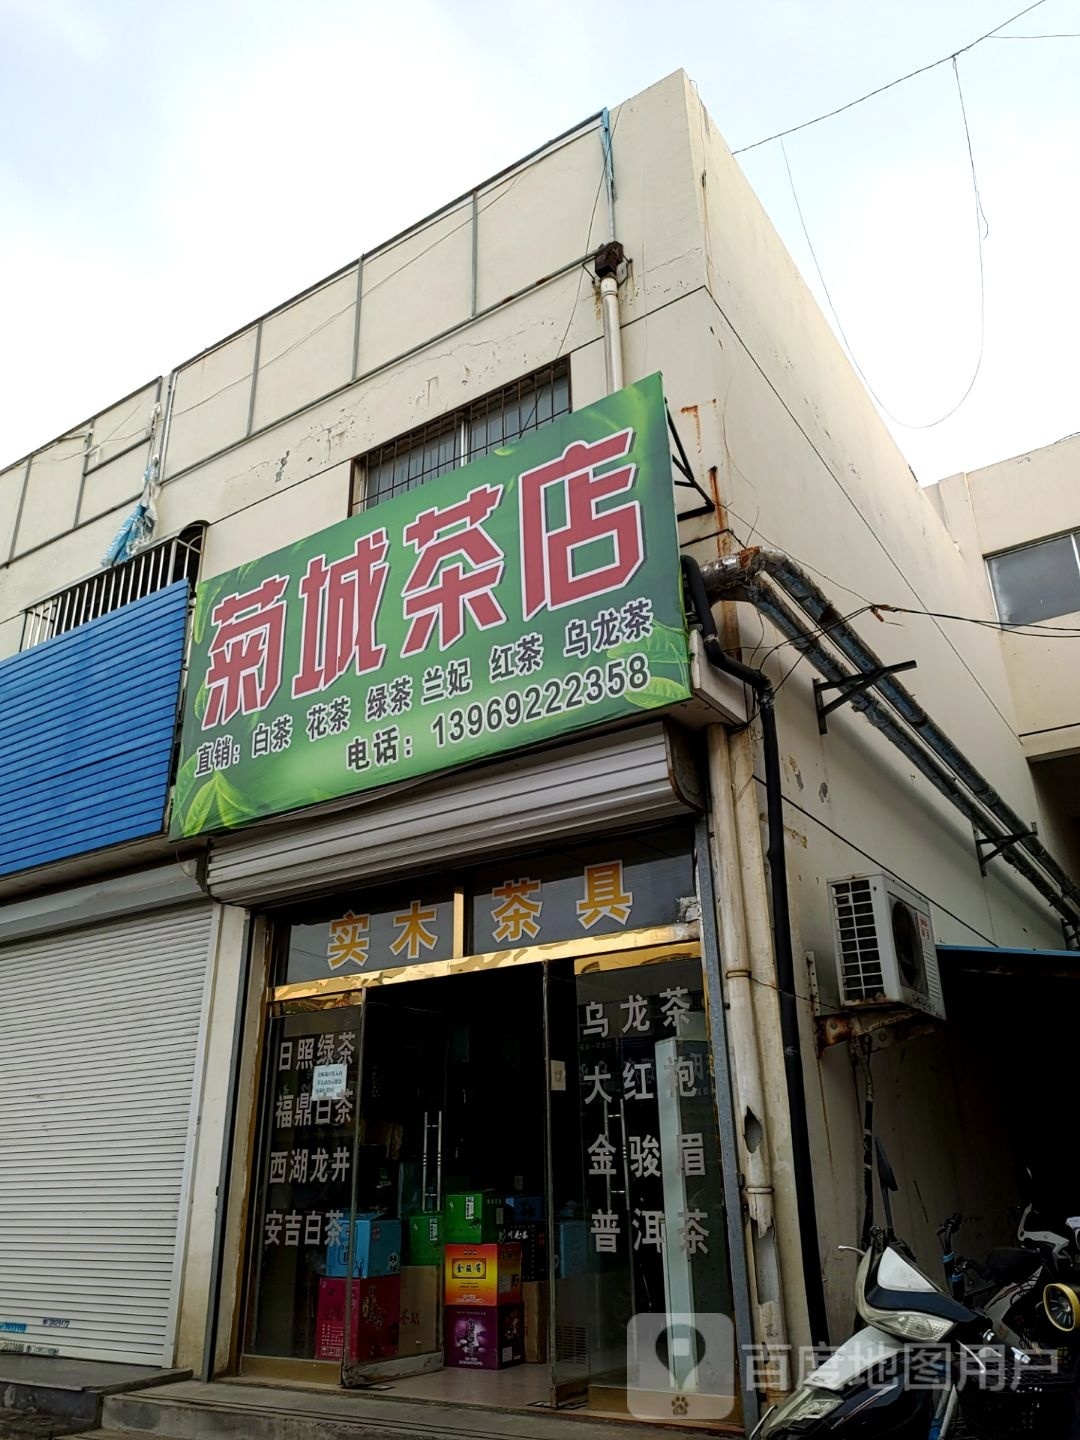 菊城茶店
直销：白茶 花茶 绿茶 兰妃 红茶 乌龙茶
电话：13969222358
实木茶具
日照绿茶
福鼎白茶
西湖龙井
安吉白茶
乌龙茶
大红袍
金骏眉
普洱茶
金骏眉
百度地图用户